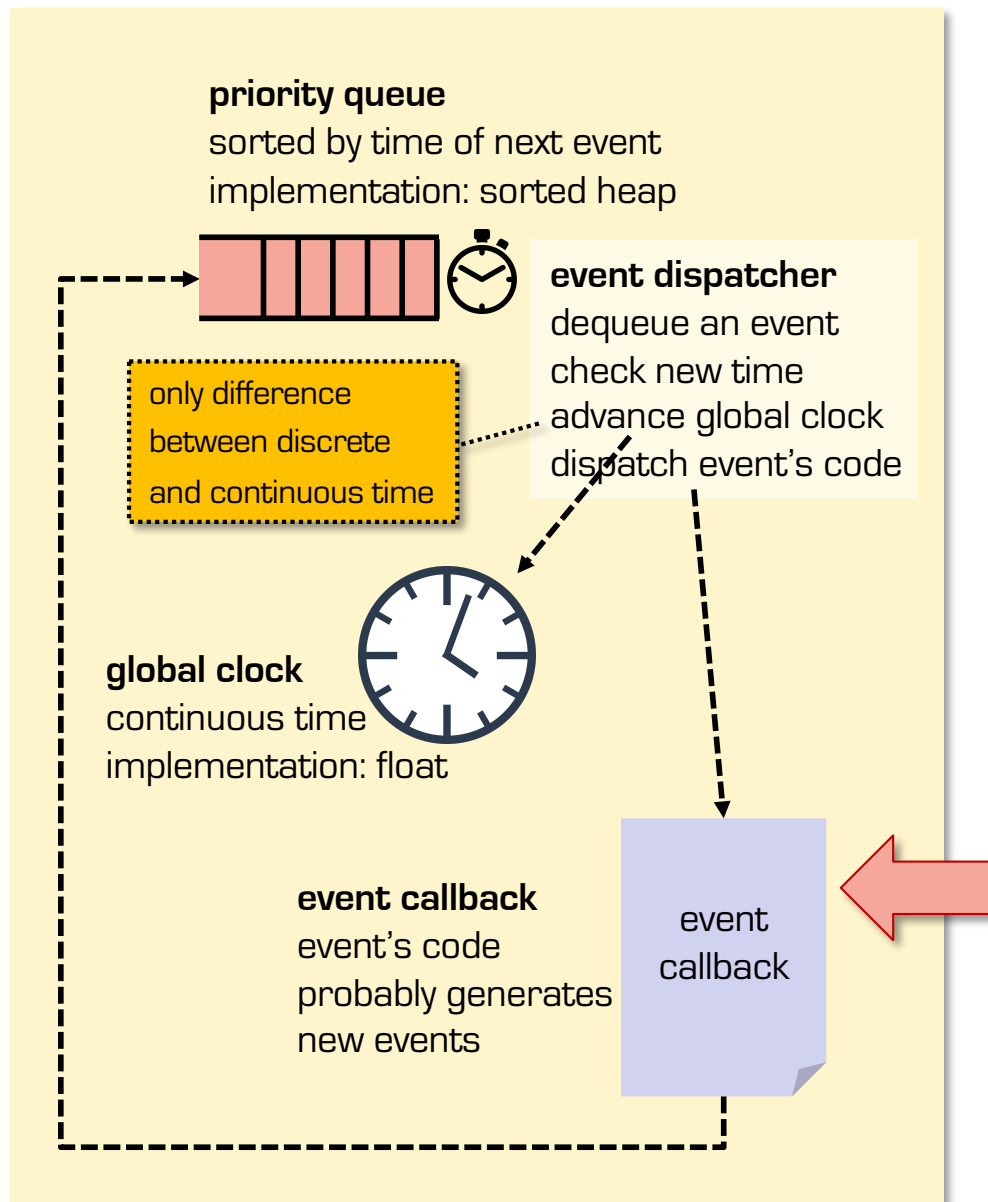 priority queue
sorted by time of next event
implementation: sorted heap
event dispatcher
dequeue an event
check new time
advance global clock
dispatch event's code
only difference
between discrete
and continuous time
global clock
continuous time
implementation: float
event callback
event's code
probably generates
new events
event
callback